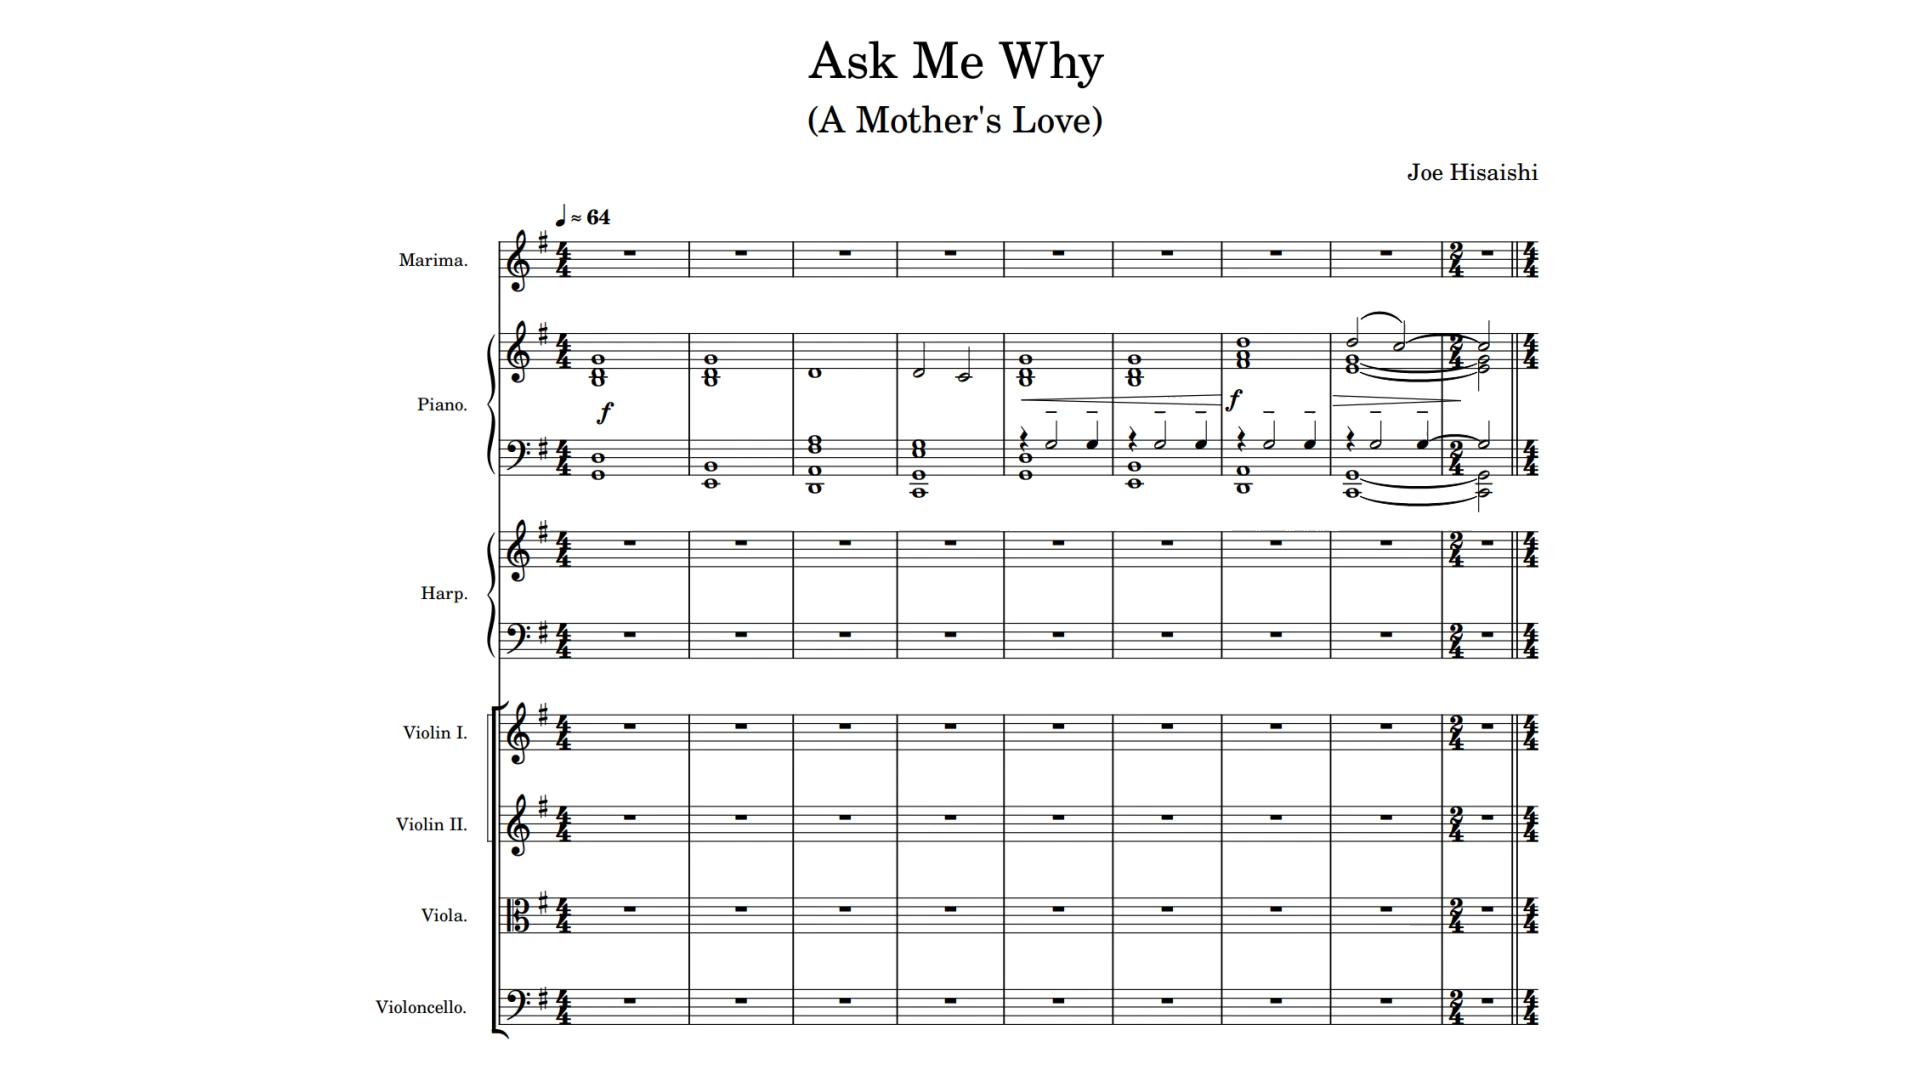 Ask Me Why
(A Mother's Love)
Joe Hisaishi
♩ ≈ 64
Marima.
Piano.
f
f
Harp.
Violin I.
Violin II.
Viola.
Violoncello.